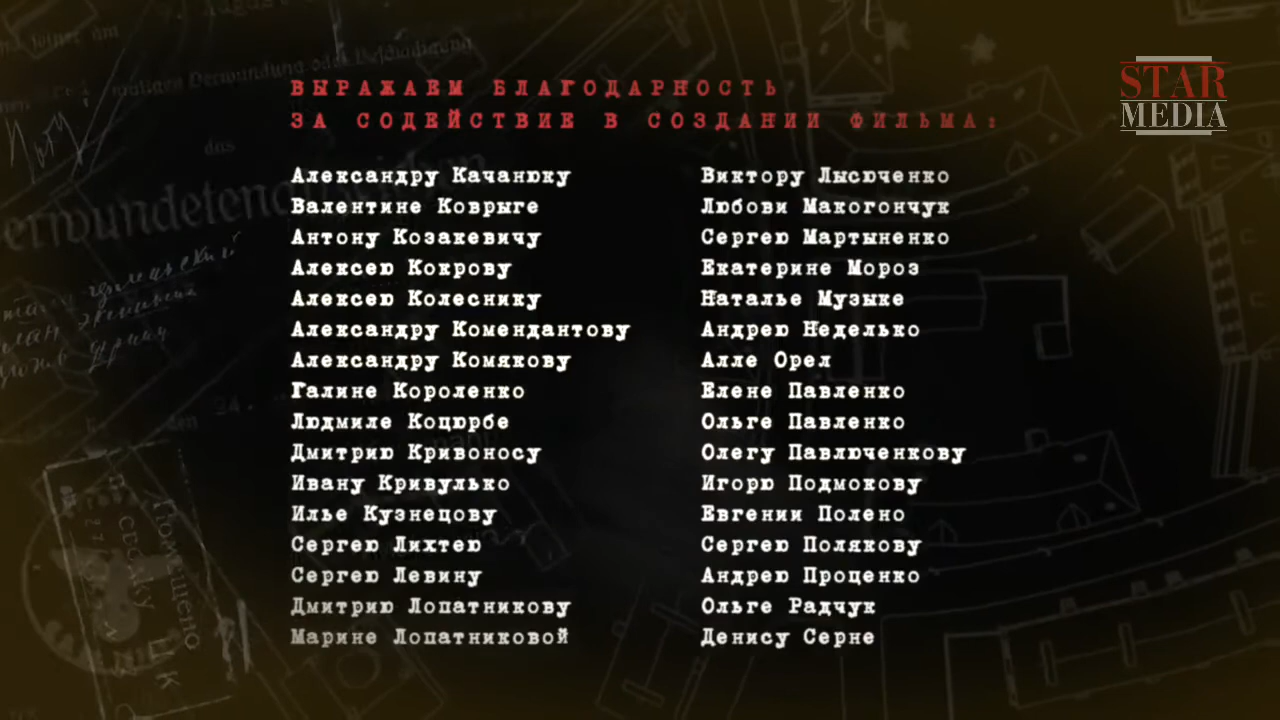 ВЫРАЖАЕМ БЛАГОДАРНОСТЬ
ЗА СОДЕЙСТВИЕ В СОЗДАНИИ ФИЛЬМА:
STAR
MEDIA
Александру Качанюку
Валентине Коврыге
Антону Козакевичу
Алексею Кокрову
Алексею Колеснику
Александру Комендантову
Александру Комякову
Галине Короленко
Людмиле Коцюрбе
Дмитрию Кривоносу
Ивану Кривулько
Илье Кузнецову
Сергею Лихтею
Сергею Левину
Дмитрию Лопатникову
Марине Лопатниковой
Виктору Лысюченко
Любови Макогончук
Сергею Мартыненко
Екатерине Мороз
Наталье Музыке
Андрею Неделько
Алле Орел
Елене Павленко
Ольге Павленко
Олегу Павлюченкову
Игорю Подмокову
Евгении Полено
Сергею Полякову
Андрею Проценко
Ольге Радчук
Денису Серне